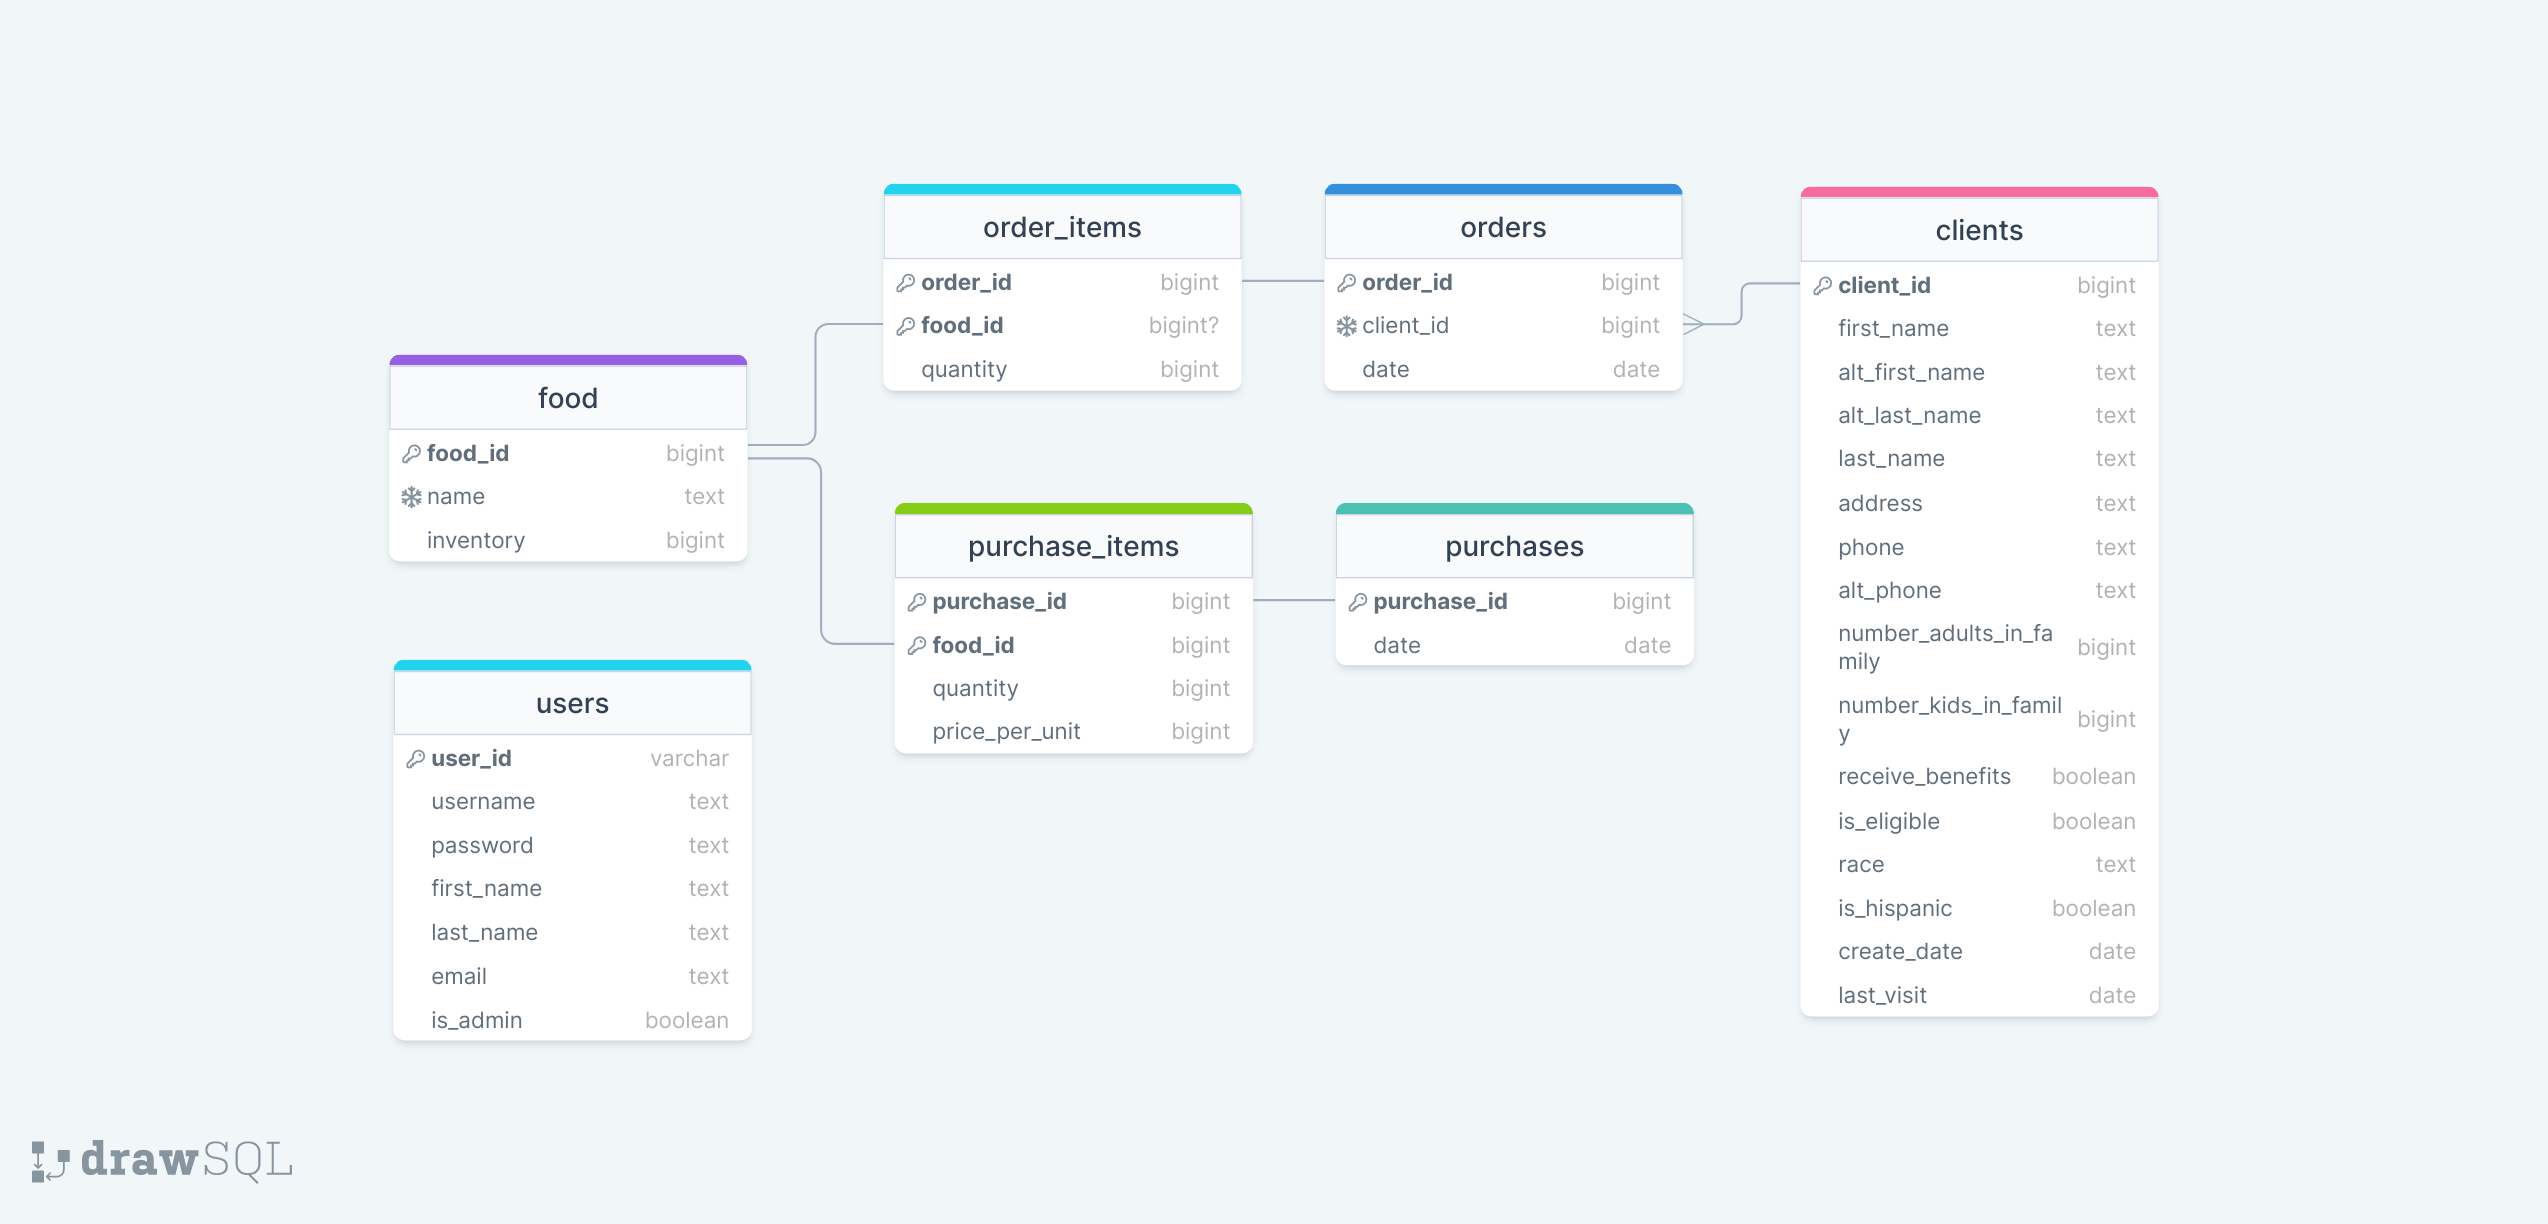 order_items
order_id bigint
food_id bigint?
quantity bigint
orders
order_id bigint
client_id bigint
date date
clients
client_id bigint
first_name text
alt_first_name text
alt_last_name text
last_name text
address text
phone text
alt_phone text
number_adults_in_fa
mily bigint
number_kids_in_famil
y bigint
receive_benefits boolean
is_eligible boolean
race text
is_hispanic boolean
create_date date
last_visit date
food
food_id bigint
name text
inventory bigint
purchase_items
purchase_id bigint
food_id bigint
quantity bigint
price_per_unit bigint
purchases
purchase_id bigint
date date
users
user_id varchar
username text
password text
first_name text
last_name text
email text
is_admin boolean
drawSQL